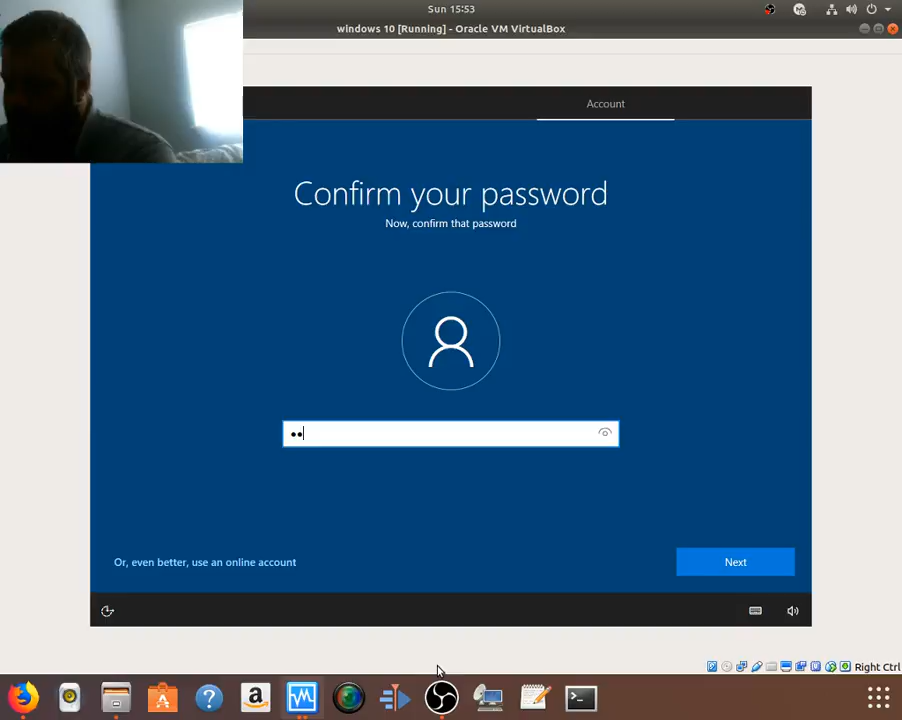 Sun 15:53
windows 10 [Running] - Oracle VM VirtualBox
Account
Confirm your password
Now, confirm that password
Or, even better, use an online account
Next
Right Ctrl